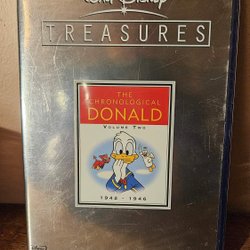 Walt Disney
TREASURES
THE
CHRONOLOGICAL
DONALD
VOLUME TWO
1942 - 1946